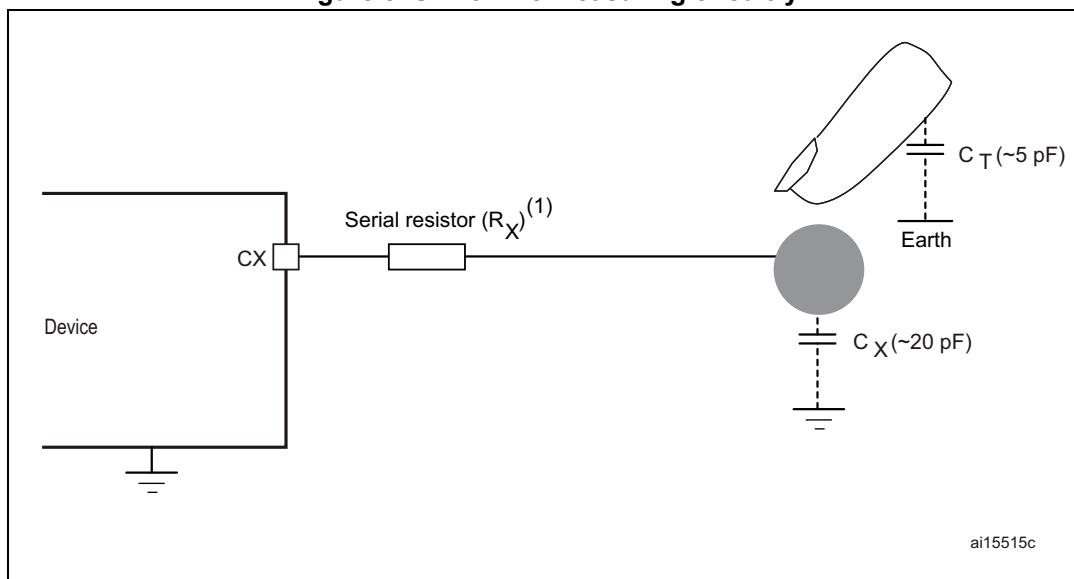 C T (~5 pF)
Serial resistor (RX)(1)
Earth
CX
Device
C X (~20 pF)
ai15515c